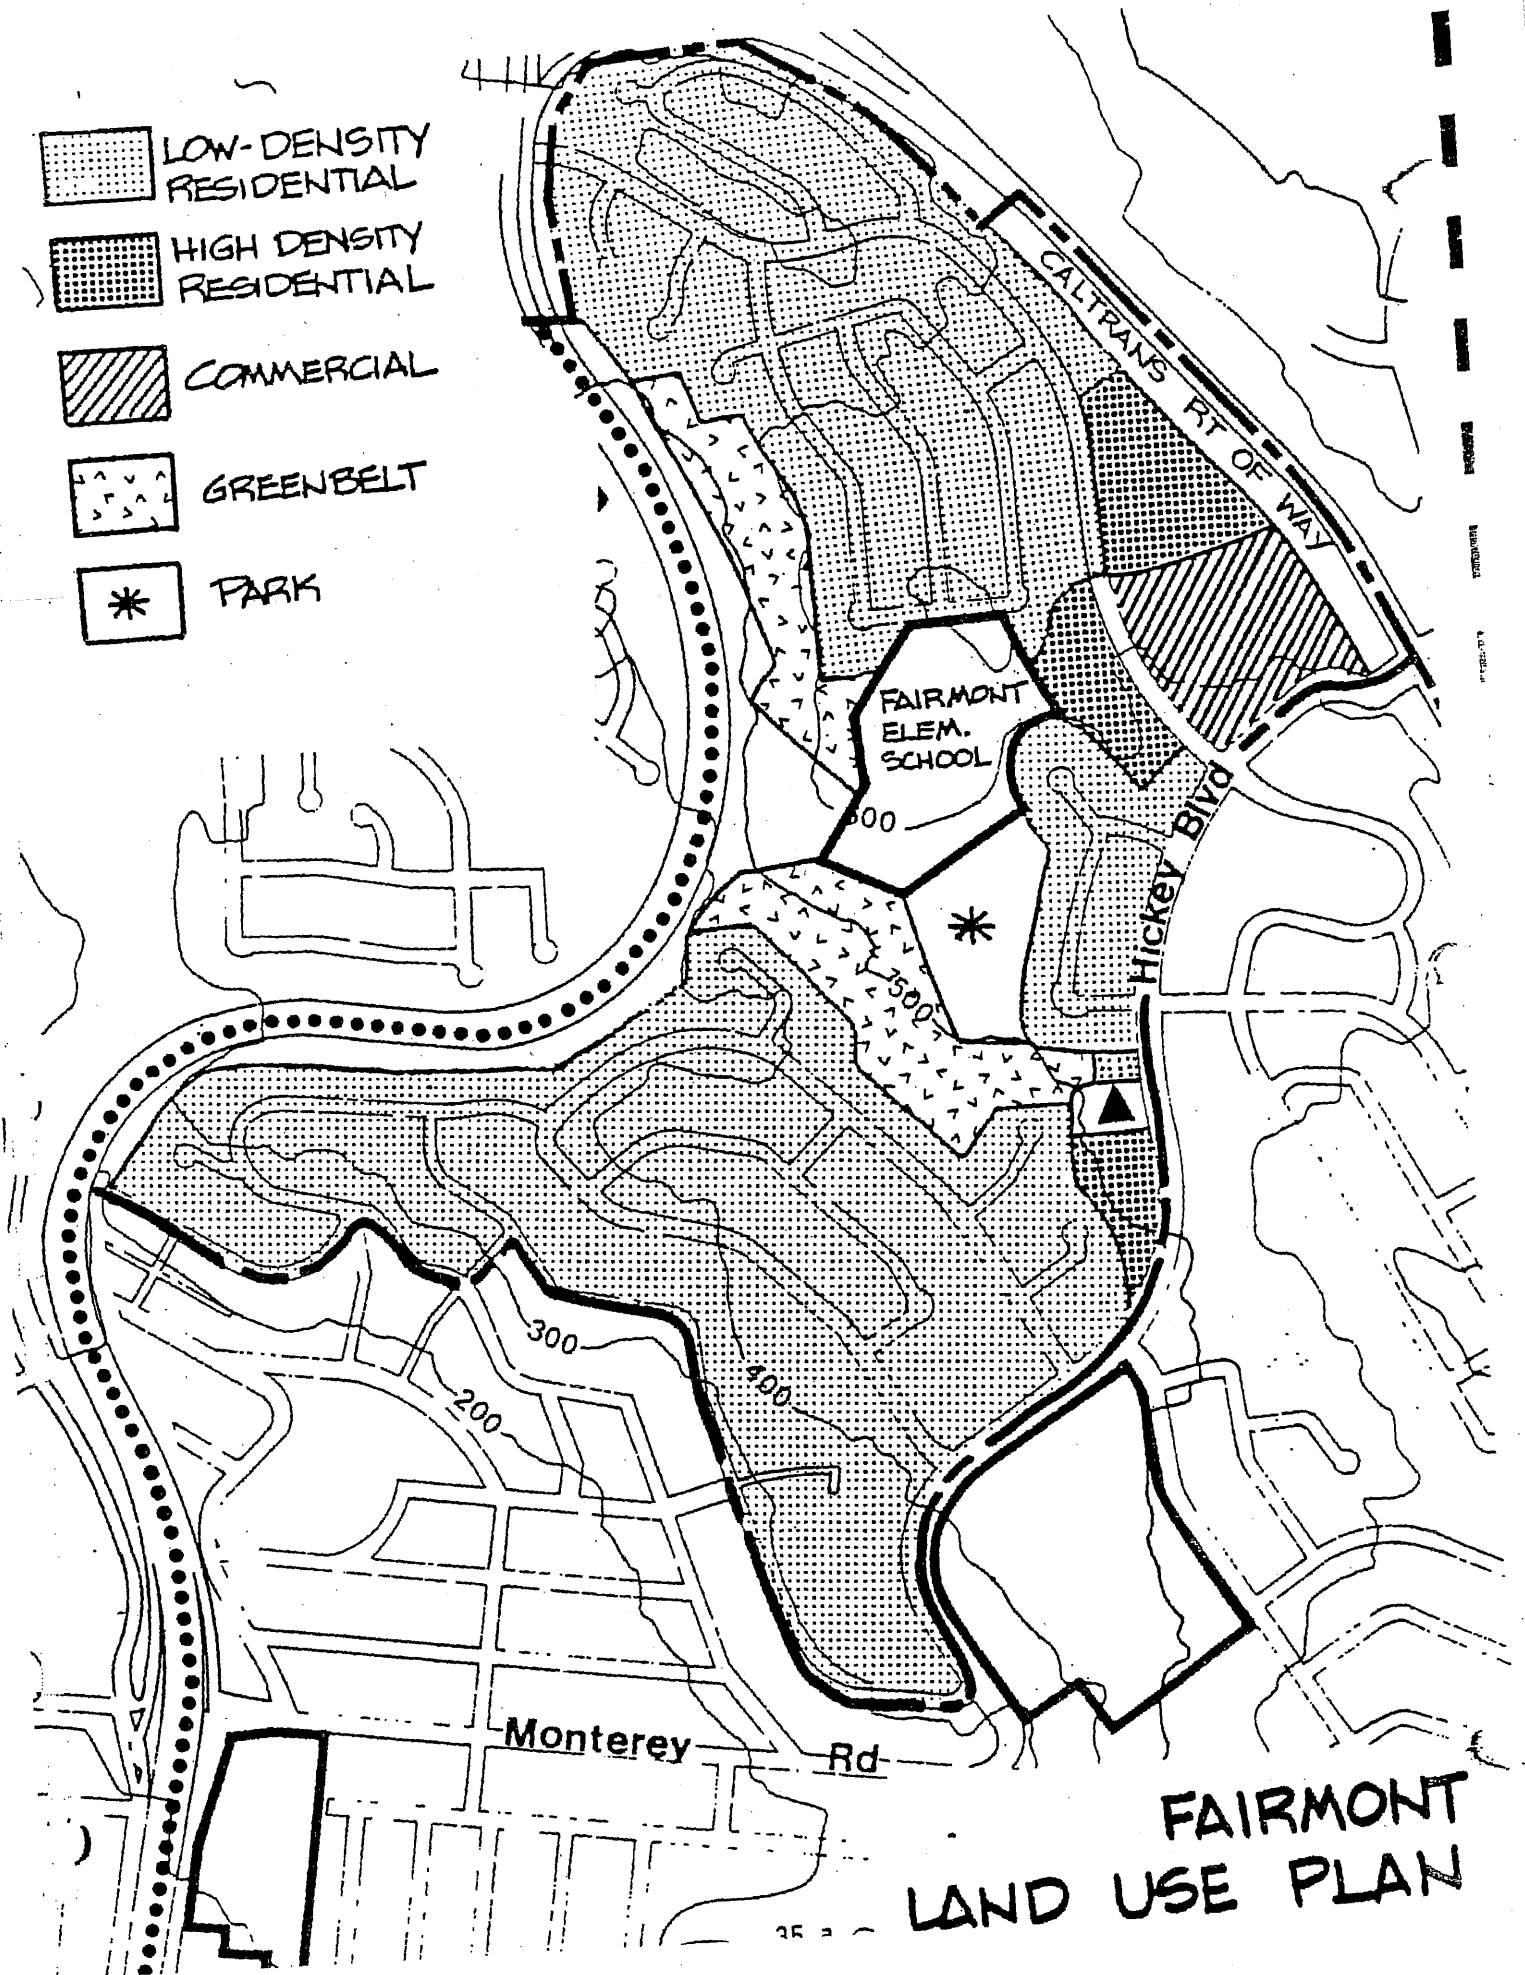 LOW-DENSITY
RESIDENTIAL
HIGH DENSITY
RESIDENTIAL
COMMERCIAL
GREENBELT
PARK
CALTRANS RT OF WAY
FAIRMONT
ELEM.
SCHOOL
Hickey Blvd
500
300
400
200
Monterey Rd
FAIRMONT
LAND USE PLAN